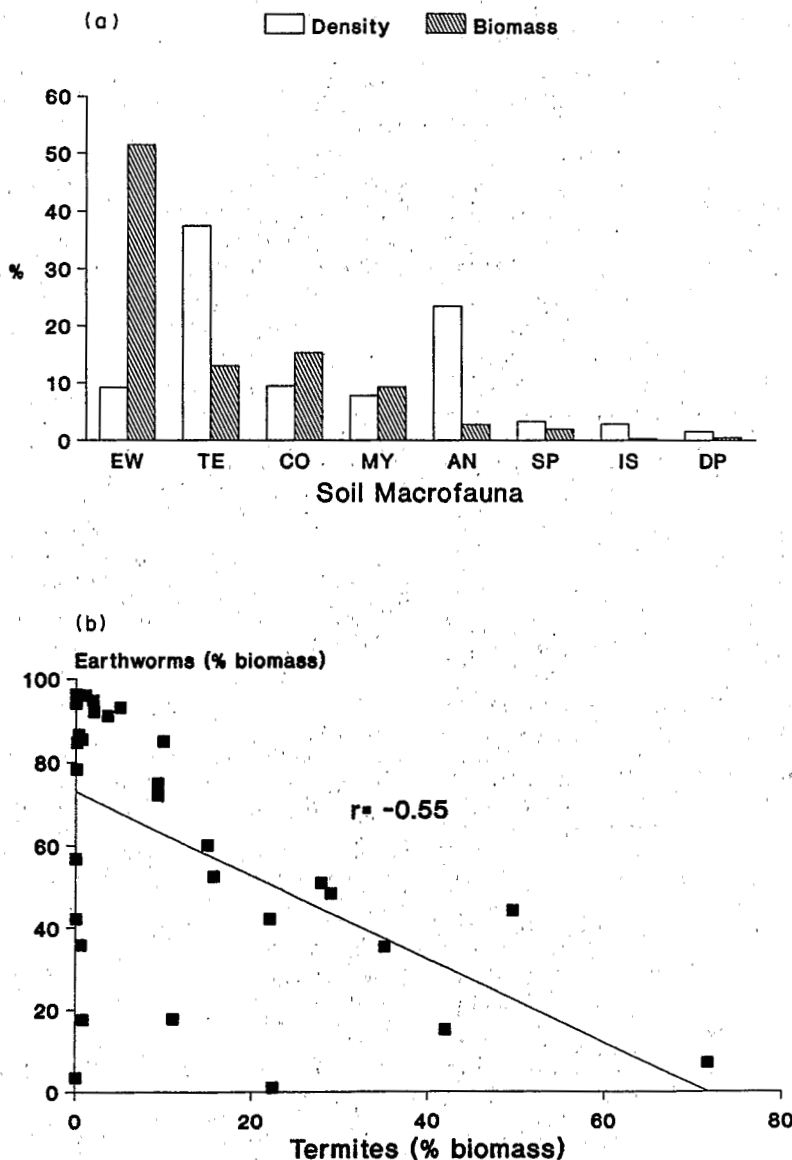 (a)
Density Biomass
60
50
40
30
20
10
0
%
EW TE CO MY AN SP IS DP
Soil Macrofauna
(b)
Earthworms (% biomass)
100
80
60
40
20
0
r= -0.55
0 20 40 60 80
Termites (% biomass)